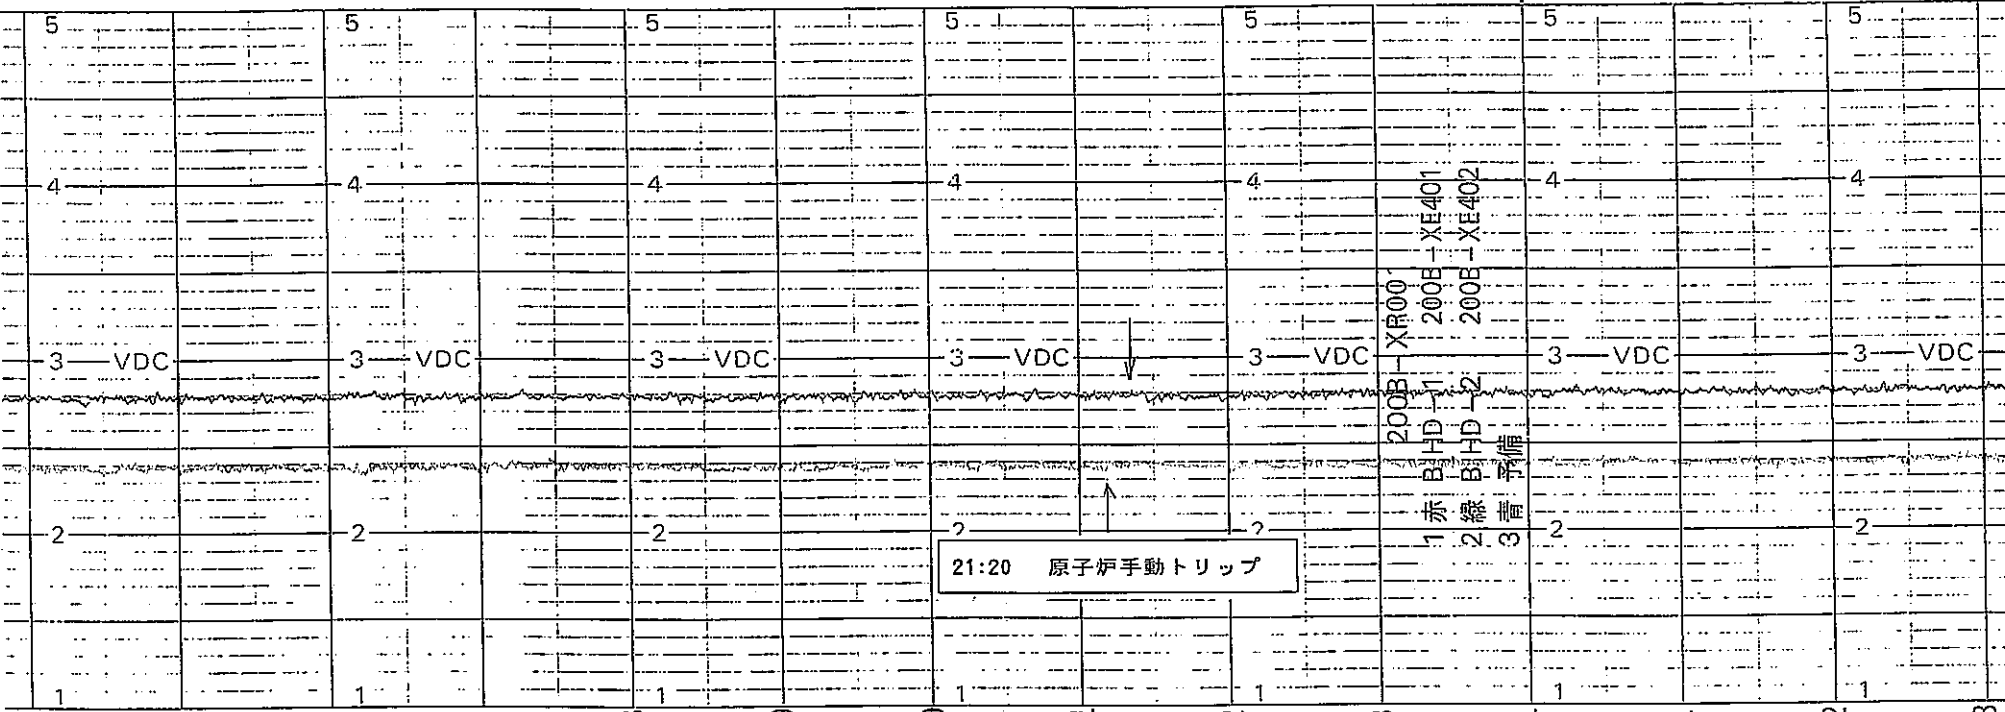 5 5 5 5 5 5 5
4 4 4 4 4 4 4
3 VDC 3 VDC 3 VDC 3 VDC 3 VDC 3 VDC 3 VDC
2 2 2 2 2 2 2
1 1 1 1 1 1 1
21:20 原子炉手動トリップ
200B-XR001
1 赤 B HD-1 200B-XE401
2 緑 B HD-2 200B-XE402
3 青 予備